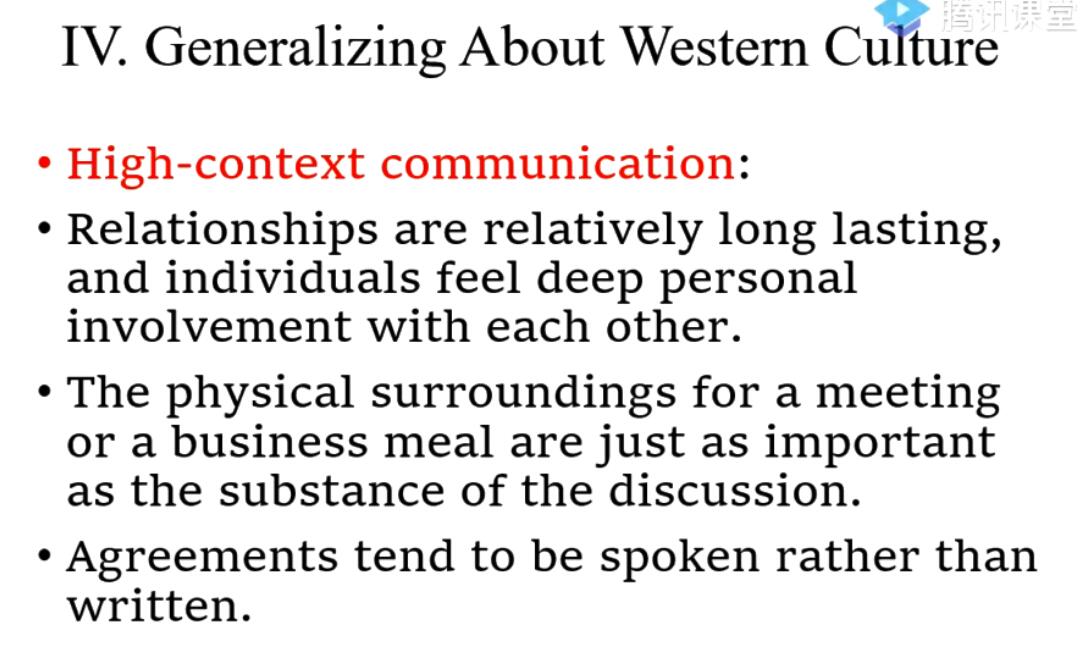 腾讯课堂
IV. Generalizing About Western Culture
• High-context communication:
• Relationships are relatively long lasting,
and individuals feel deep personal
involvement with each other.
• The physical surroundings for a meeting
or a business meal are just as important
as the substance of the discussion.
• Agreements tend to be spoken rather than
written.